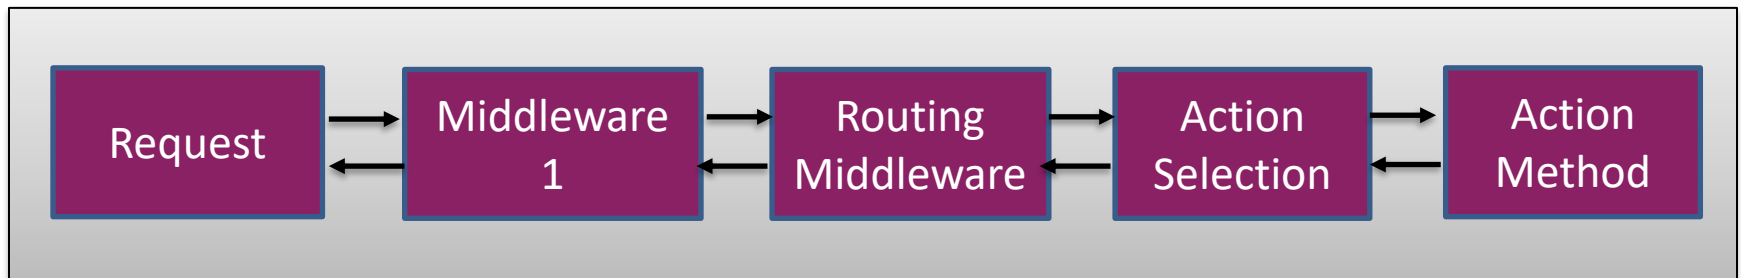 Request
Middleware
1
Routing
Middleware
Action
Selection
Action
Method